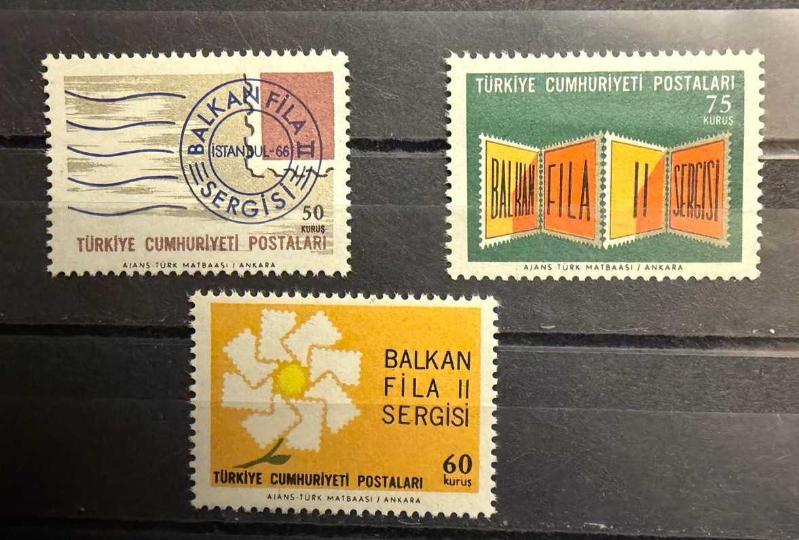 BALKAN FİLA II
İSTANBUL-66
SERGİSİ
50
KURUŞ
TÜRKİYE CUMHURİYETİ POSTALARI
AJANS-TÜRK MATBAASI / ANKARA
TÜRKİYE CUMHURİYETİ POSTALARI
75
KURUŞ
BALKAN FİLA II SERGİSİ
AJANS TÜRK MATBAASI / ANKARA
BALKAN
FİLA II
SERGİSİ
60
kuruş
TÜRKİYE CUMHURİYETİ POSTALARI
AJANS-TÜRK MATBAASI / ANKARA